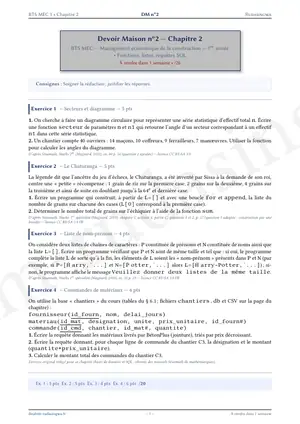 BTS MEC 1 • Chapitre 2 DM n°2
Devoir Maison n°2 — Chapitre 2
BTS MEC – Management économique de la construction – 1re année
• Fonctions, listes, requêtes SQL
À rendre dans 1 semaine • /20
Consigne : Soigner la rédaction, justifier les réponses.
Exercice 1 – Secteurs et diagramme – 5 pts
1. On cherche à faire un diagramme circulaire pour représenter une série statistique d'effectif total n. Écrire
une fonction secteur de paramètres n et ni qui retourne l'angle d'un secteur correspondant à un effectif
ni dans cette série statistique.
2. Un chantier compte 40 ouvriers : 14 maçons, 10 coffreurs, 9 ferrailleurs, 7 manœuvres. Utiliser la fonction
pour calculer les angles du diagramme.
Exercice 2 – Le Chaturanga – 5 pts
La légende dit que l'ancêtre du jeu d'échecs, le Chaturanga, a été inventé par Sissa à la demande de son roi,
contre une « petite » récompense : 1 grain de riz sur la première case, 2 grains sur la deuxième, 4 grains sur
la troisième et ainsi de suite en doublant jusqu'à la 64e et dernière case.
1. Écrire un programme qui construit, à partir de L=[] et avec une boucle for et append, la liste du
nombre de grains sur chacune des cases (L[0] correspond à la première case).
2. Déterminer le nombre total de grains sur l'échiquier à l'aide de la fonction sum.
Exercice 3 – Liste de nom-prénom – 4 pts
On considère deux listes de chaînes de caractères : P constituée de prénoms et N constituée de noms ainsi que
la liste L=[]. Écrire un programme vérifiant que P et N sont de même taille et tel que : si oui, le programme
complète la liste L de sorte qu'à la fin, les éléments de L soient les « nom-prénom » présents dans P et N (par
exemple, si P=[Harry,'...'] et N=[Potter, '...'] alors L=[Harry-Potter, '...']), si
non, le programme affiche le message Veuillez donner deux listes de la même taille.
Exercice 4 – Commandes de matériaux – 6 pts
On utilise la base « chantiers » du cours (tables du § 6.1, fichiers chantiers.db et CSV sur la page du
chapitre) :
fournisseur(id_fourn, nom, delai_jours)
materiau(id_mat, designation, unite, prix_unitaire, id_fourn#)
commande(id_cmd, chantier, id_mat#, quantite)
1. Écrire la requête donnant les matériaux livrés par BétonPlus (jointure), triés par prix décroissant.
2. Écrire la requête donnant, pour chaque ligne de commande du chantier C3, la désignation et le montant
(quantite*prix_unitaire).
3. Calculer le montant total des commandes du chantier C3.
Ex. 1 : 5 pts Ex. 2 : 5 pts Ex. 3 : 4 pts Ex. 4 : 6 pts /20
– 1 –
À rendre dans 1 semaine